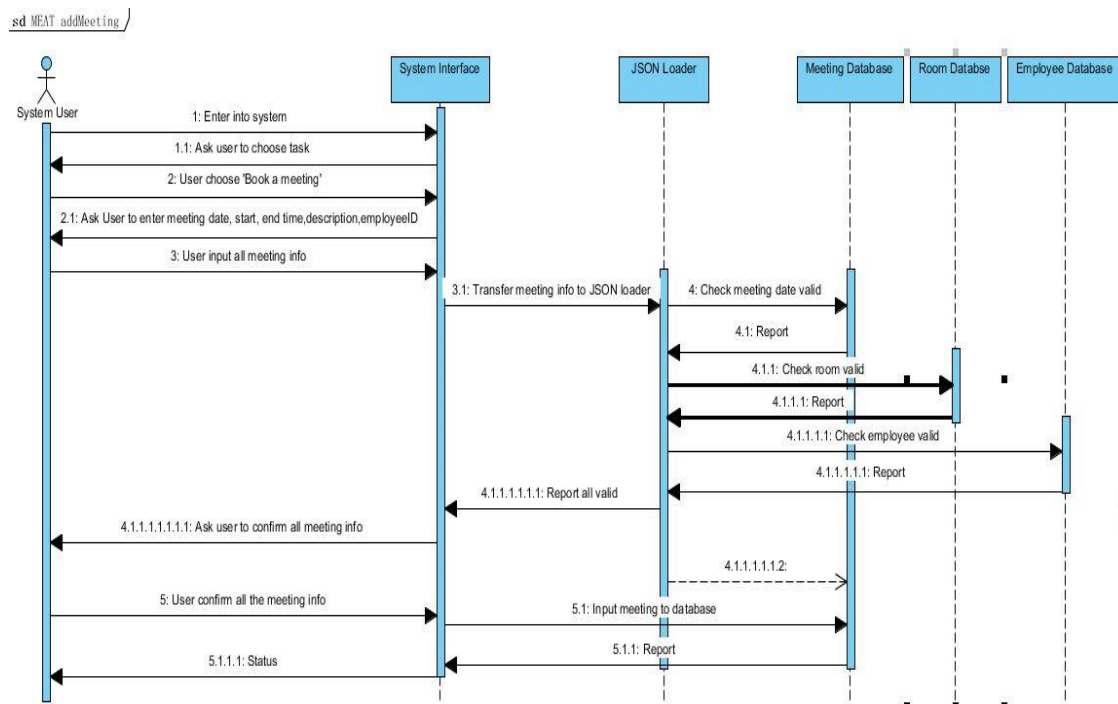 sd MEAT addMeeting
System User
System Interface
JSON Loader
Meeting Database
Room Databse
Employee Database
1: Enter into system
1.1: Ask user to choose task
2: User choose 'Book a meeting'
2.1: Ask User to enter meeting date, start, end time,description,employeeID
3: User input all meeting info
3.1: Transfer meeting info to JSON loader
4: Check meeting date valid
4.1: Report
4.1.1: Check room valid
4.1.1.1: Report
4.1.1.1.1: Check employee valid
4.1.1.1.1.1: Report
4.1.1.1.1.1.1: Report all valid
4.1.1.1.1.1.1.1: Ask user to confirm all meeting info
4.1.1.1.1.1.2:
5: User confirm all the meeting info
5.1: Input meeting to database
5.1.1: Report
5.1.1.1: Status